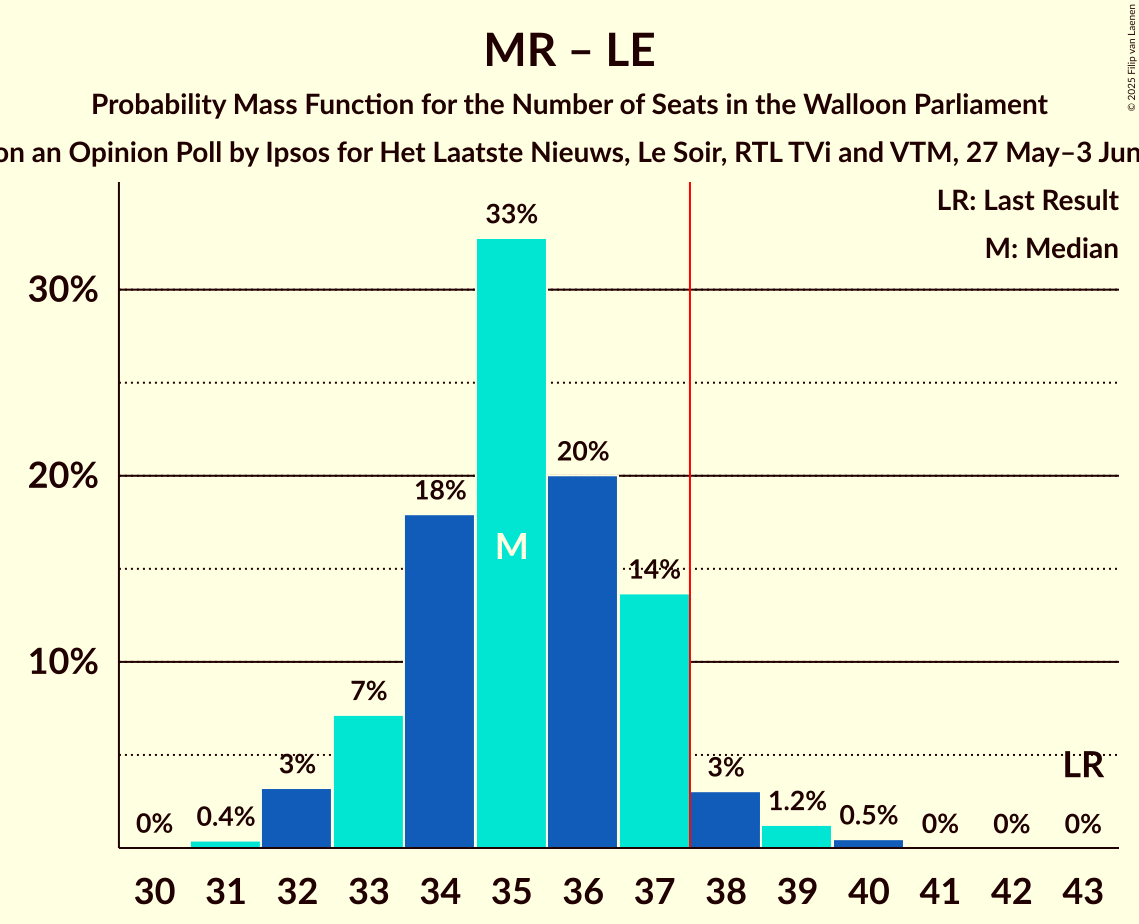 MR – LE
Probability Mass Function for the Number of Seats in the Walloon Parliament
on an Opinion Poll by Ipsos for Het Laatste Nieuws, Le Soir, RTL TVi and VTM, 27 May–3 Jun
© 2025 Filip van Laenen
LR: Last Result
M: Median
33%
30%
20%
20%
18%
M
14%
10%
7%
3%
3%
LR
0%
0.4%
1.2%
0.5%
0%
0%
0%
30 31 32 33 34 35 36 37 38 39 40 41 42 43